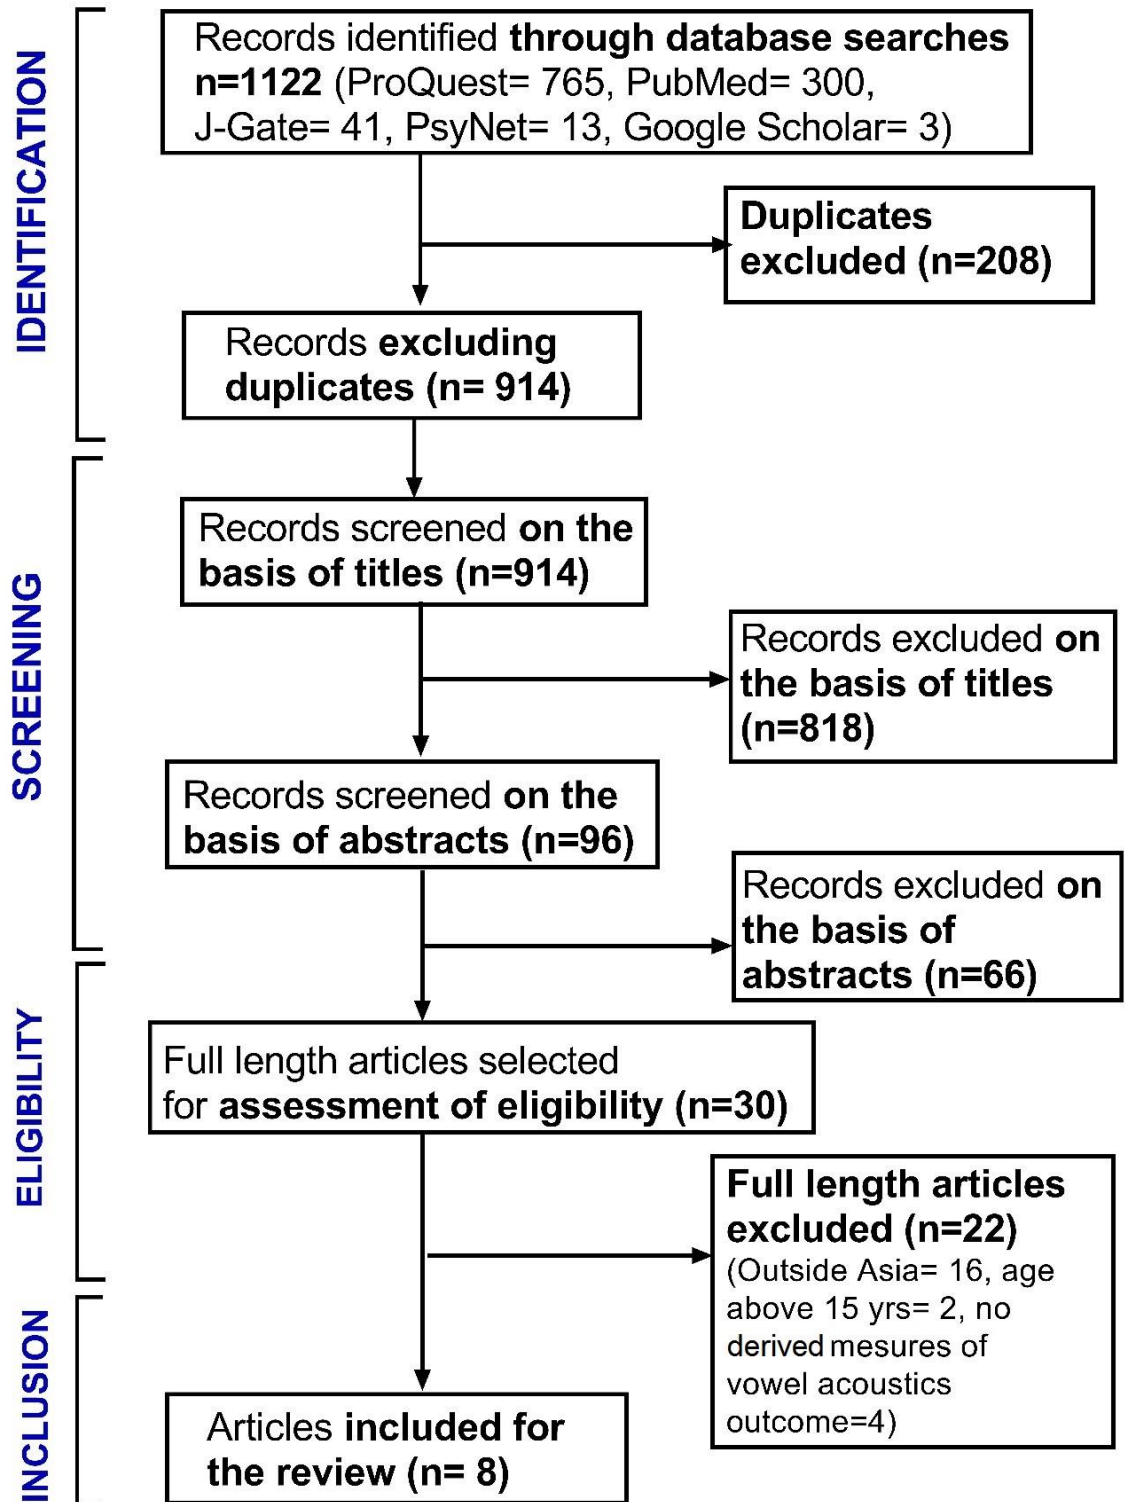 IDENTIFICATION
Records identified through database searches
n=1122 (ProQuest= 765, PubMed= 300,
J-Gate= 41, PsyNet= 13, Google Scholar= 3)
Duplicates
excluded (n=208)
Records excluding
duplicates (n= 914)
SCREENING
Records screened on the
basis of titles (n=914)
Records excluded on
the basis of titles
(n=818)
Records screened on the
basis of abstracts (n=96)
Records excluded on
the basis of
abstracts (n=66)
ELIGIBILITY
Full length articles selected
for assessment of eligibility (n=30)
Full length articles
excluded (n=22)
(Outside Asia= 16, age
above 15 yrs= 2, no
derived mesures of
vowel acoustics
outcome=4)
INCLUSION
Articles included for
the review (n= 8)